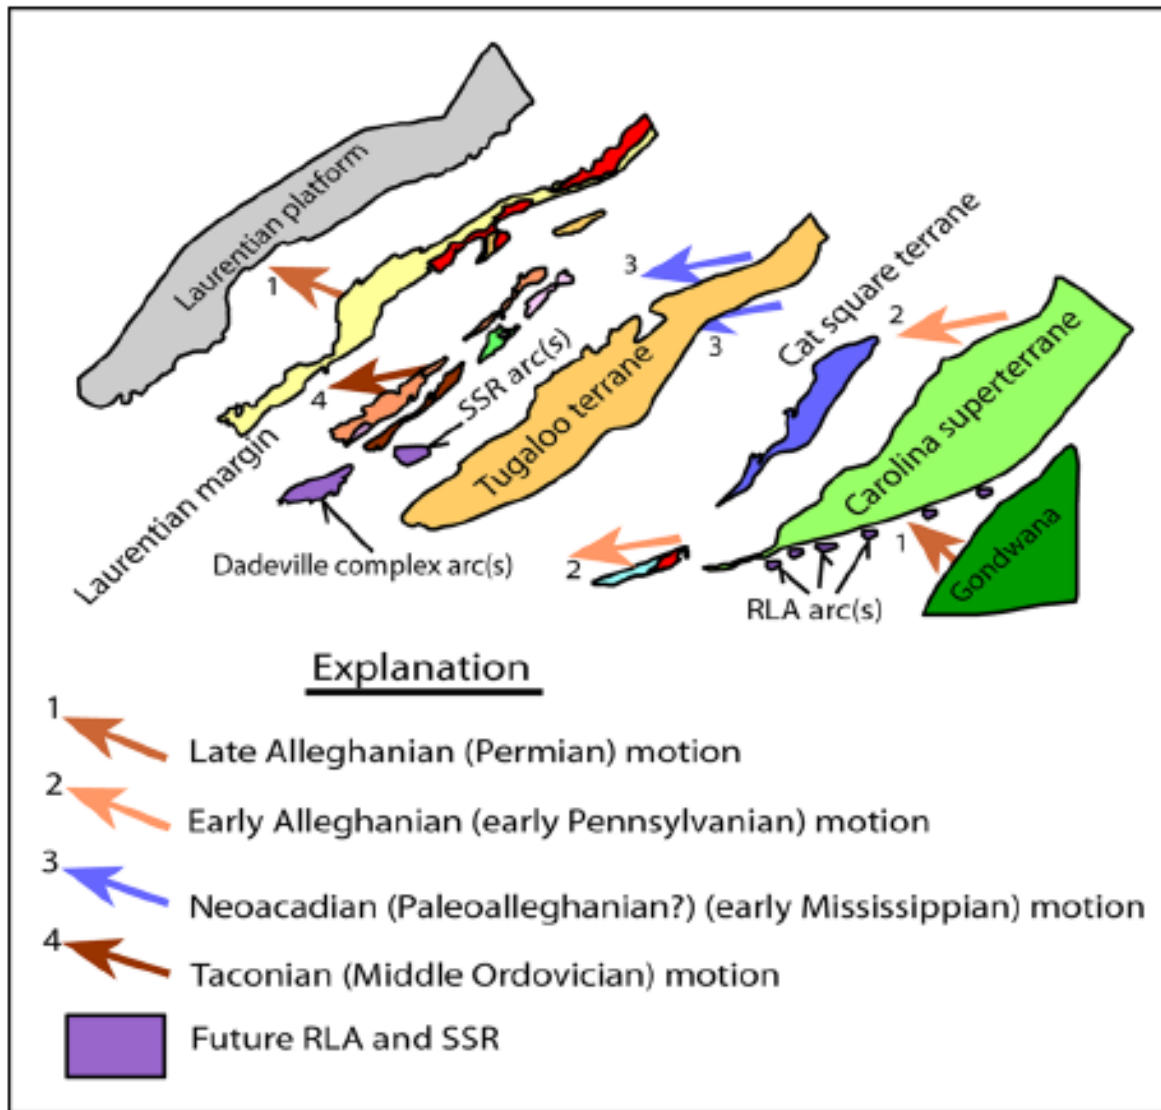 Laurentian platform
1
3
Cat square terrane
2
3
SSR arc(s)
4
Tugaloo terrane
Carolina superterrane
Laurentian margin
Dadeville complex arc(s)
2
1
Gondwana
RLA arc(s)
Explanation
1
Late Alleghanian (Permian) motion
2
Early Alleghanian (early Pennsylvanian) motion
3
Neoacadian (Paleoalleghanian?) (early Mississippian) motion
4
Taconian (Middle Ordovician) motion
Future RLA and SSR